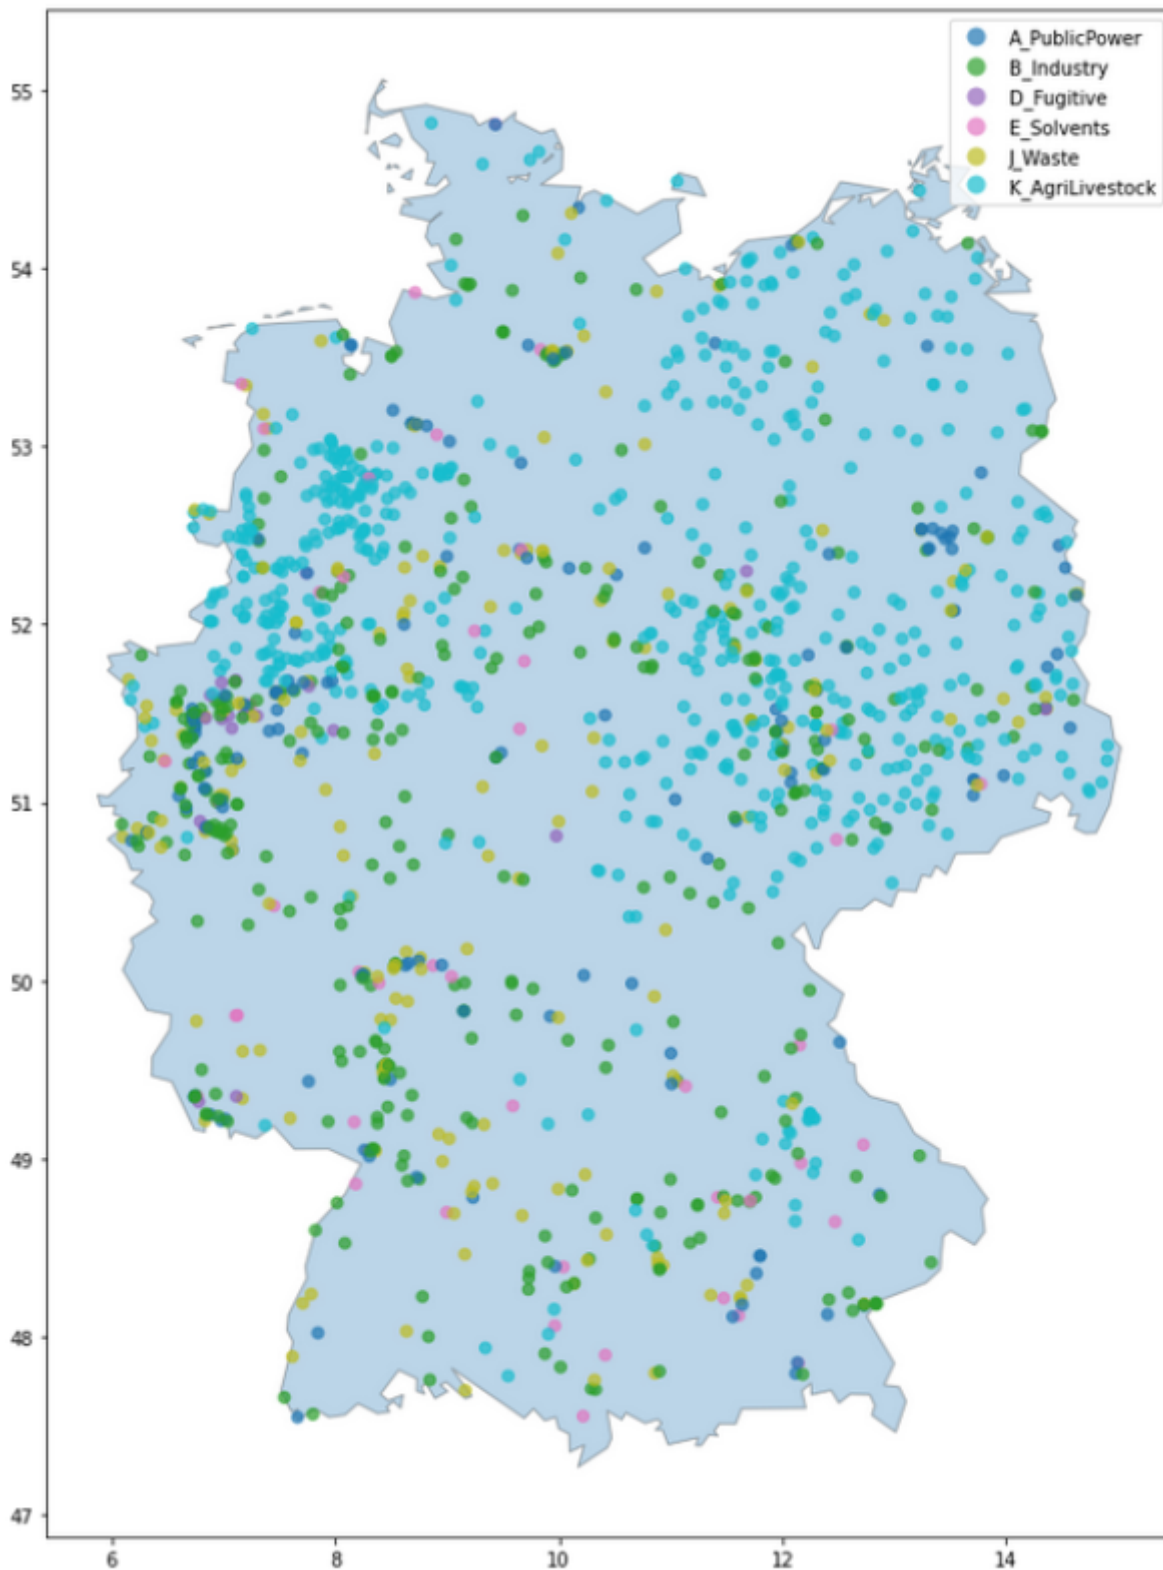 A_PublicPower
B_Industry
D_Fugitive
E_Solvents
J_Waste
K_AgriLivestock
55
54
53
52
51
50
49
48
47
6 8 10 12 14